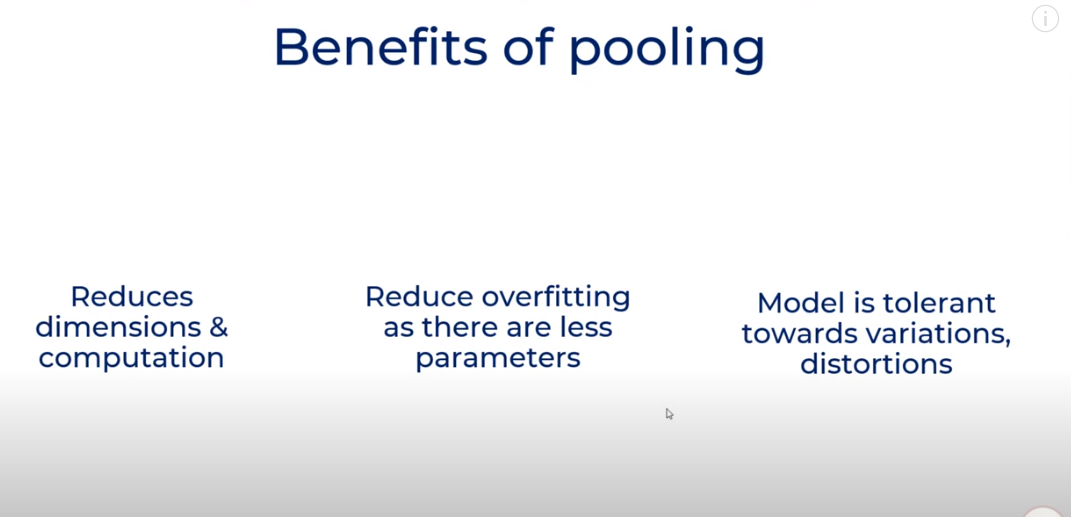 Benefits of pooling
Reduces
dimensions &
computation
Reduce overfitting
as there are less
parameters
Model is tolerant
towards variations,
distortions